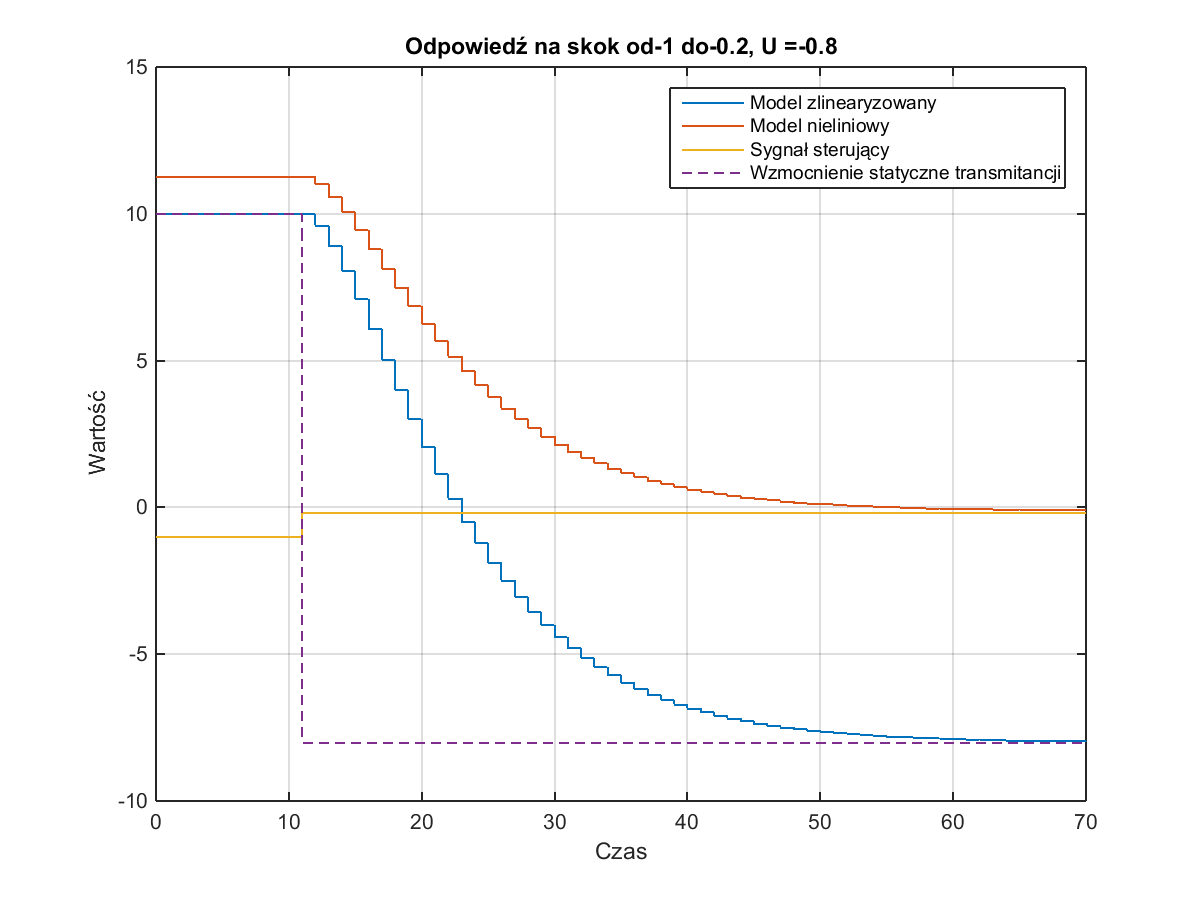 Odpowiedź na skok od-1 do-0.2, U =-0.8
15
10
5
0
-5
-10
Wartość
Model zlinearyzowany
Model nieliniowy
Sygnał sterujący
Wzmocnienie statyczne transmitancji
0 10 20 30 40 50 60 70
Czas